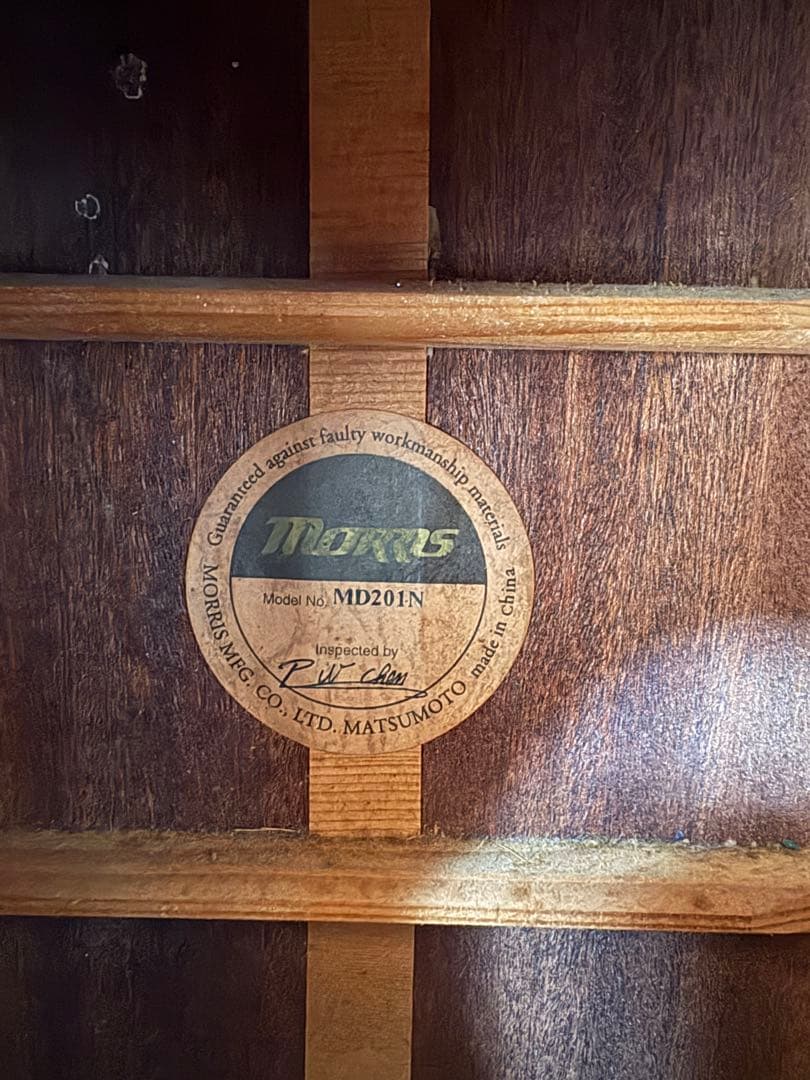 Guaranteed against faulty workmanship materials
MORRIS
Model No. MD201N
Inspected by
P.W Chen
MORRIS MFG. CO., LTD. MATSUMOTO made in china